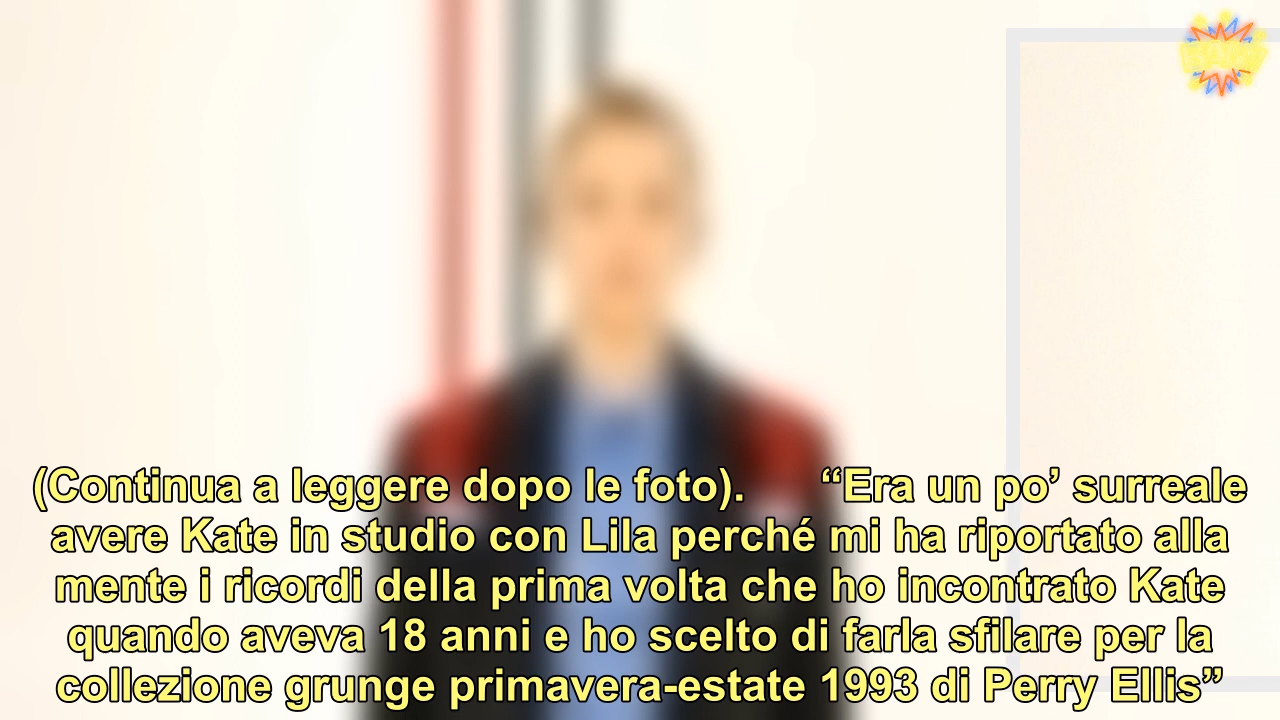 (Continua a leggere dopo le foto). “Era un po’ surreale
avere Kate in studio con Lila perché mi ha riportato alla
mente i ricordi della prima volta che ho incontrato Kate
quando aveva 18 anni e ho scelto di farla sfilare per la
collezione grunge primavera-estate 1993 di Perry Ellis”